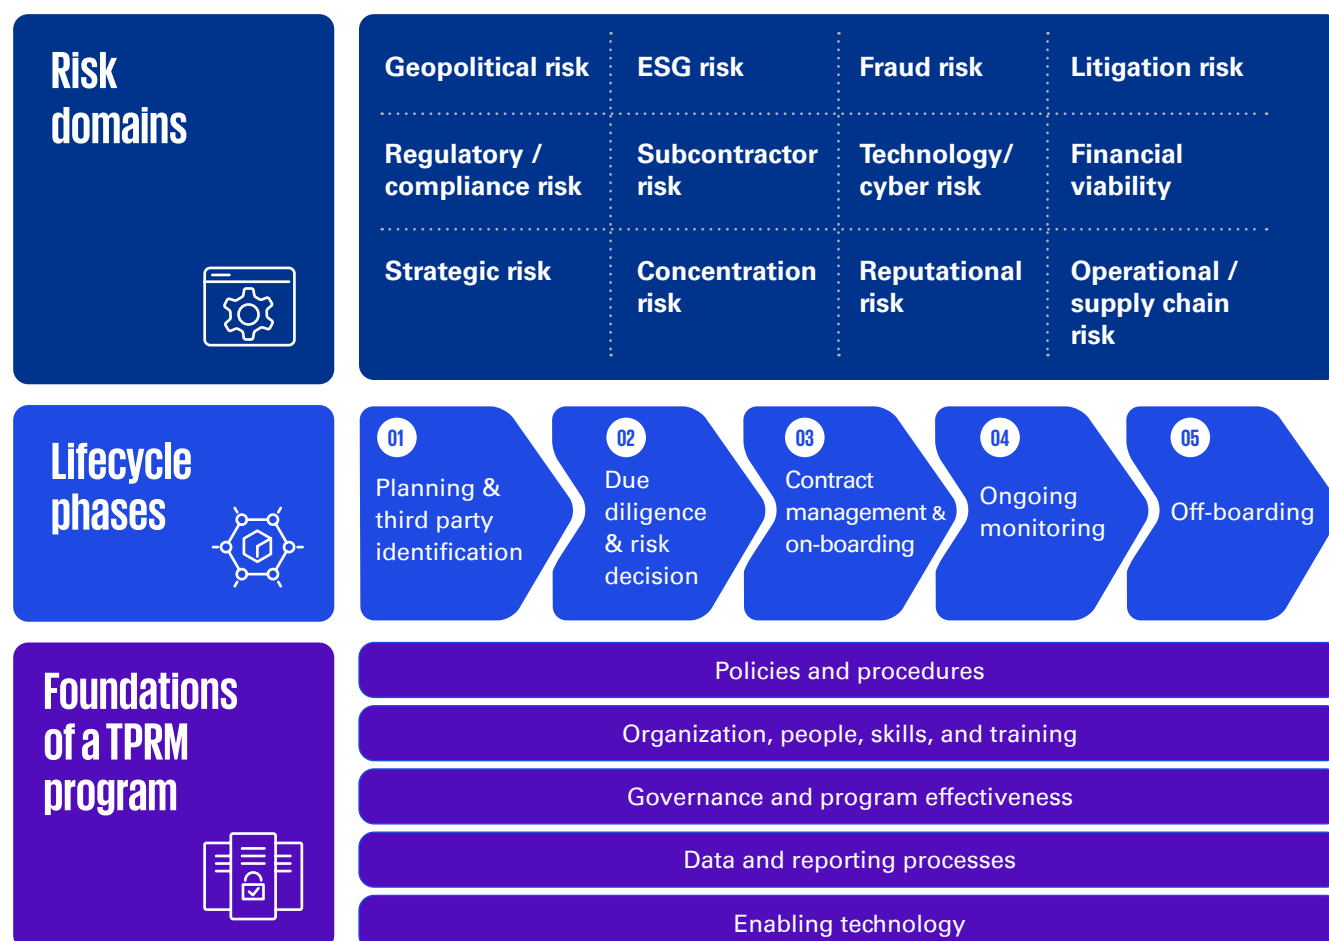 Risk
domains
Geopolitical risk
ESG risk
Fraud risk
Litigation risk
Regulatory /
compliance risk
Subcontractor
risk
Technology/
cyber risk
Financial
viability
Strategic risk
Concentration
risk
Reputational
risk
Operational /
supply chain
risk
Lifecycle
phases
01
Planning &
third party
identification
02
Due
diligence
& risk
decision
03
Contract
management &
on-boarding
04
Ongoing
monitoring
05
Off-boarding
Foundations
of a TPRM
program
Policies and procedures
Organization, people, skills, and training
Governance and program effectiveness
Data and reporting processes
Enabling technology